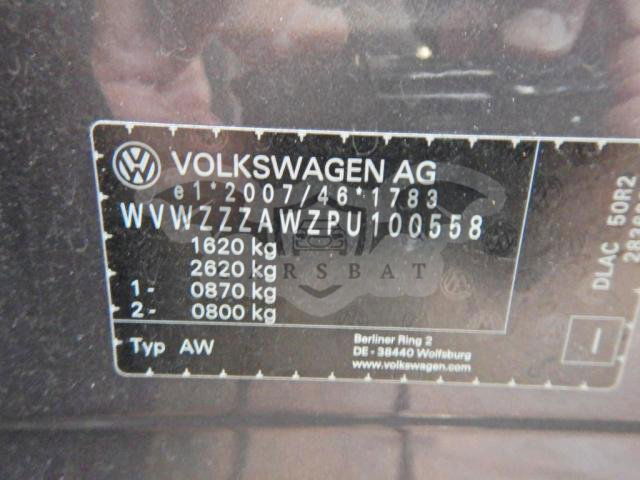 VOLKSWAGEN AG
e1*2007/46*1783
WVWZZZAWZPU100558
1620 kg
2620 kg
1- 0870 kg
2- 0800 kg
Typ AW
Berliner Ring 2
DE - 38440 Wolfsburg
www.volkswagen.com
DLAC 50R2
RSBAT